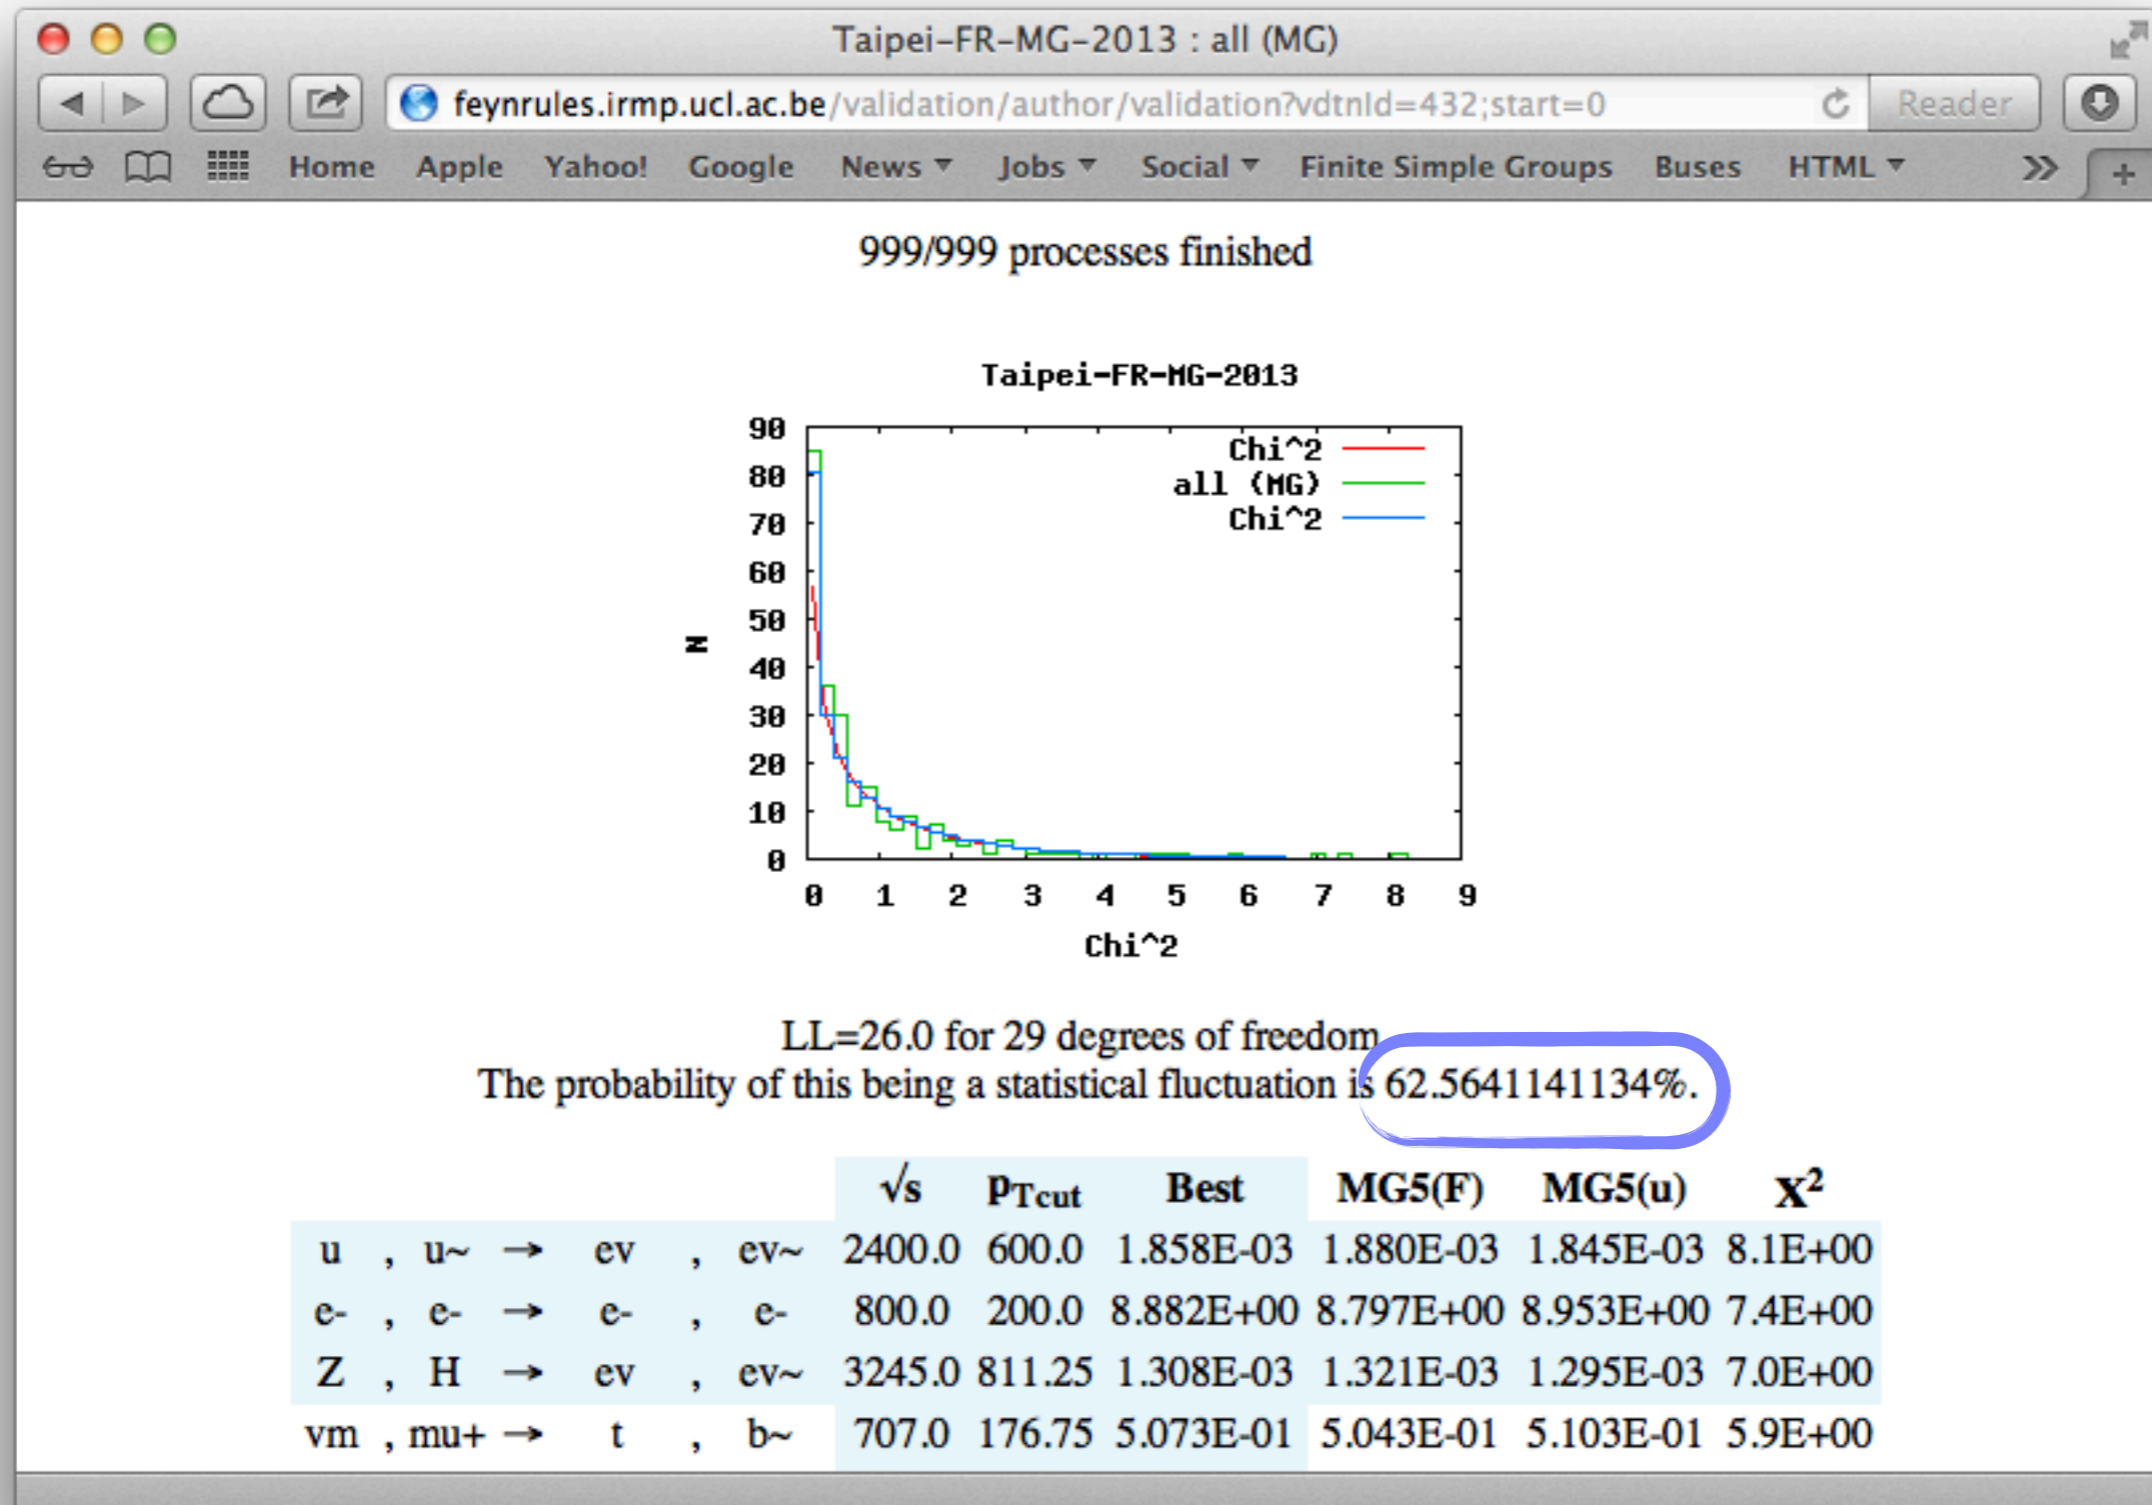 Taipei-FR-MG-2013 : all (MG)
feynrules.irmp.ucl.ac.be/validation/author/validation?vdtnId=432;start=0 Reader
Home Apple Yahoo! Google News Jobs Social Finite Simple Groups Buses HTML
999/999 processes finished
Taipei-FR-MG-2013
90
80
70
60
50
40
30
20
10
0
N
Chi^2
all (MG)
Chi^2
0 1 2 3 4 5 6 7 8 9
Chi^2
LL=26.0 for 29 degrees of freedom
The probability of this being a statistical fluctuation is 62.5641141134%.
√s pTcut Best MG5(F) MG5(u) X²
u , u~ → ev , ev~ 2400.0 600.0 1.858E-03 1.880E-03 1.845E-03 8.1E+00
e- , e- → e- , e- 800.0 200.0 8.882E+00 8.797E+00 8.953E+00 7.4E+00
Z , H → ev , ev~ 3245.0 811.25 1.308E-03 1.321E-03 1.295E-03 7.0E+00
vm , mu+ → t , b~ 707.0 176.75 5.073E-01 5.043E-01 5.103E-01 5.9E+00